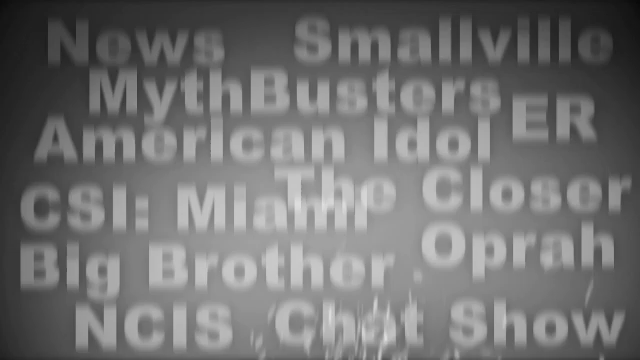 News Smallville
MythBusters
ER
American Idol
The Closer
CSI: Miami
Oprah
Big Brother
NCIS Chat Show